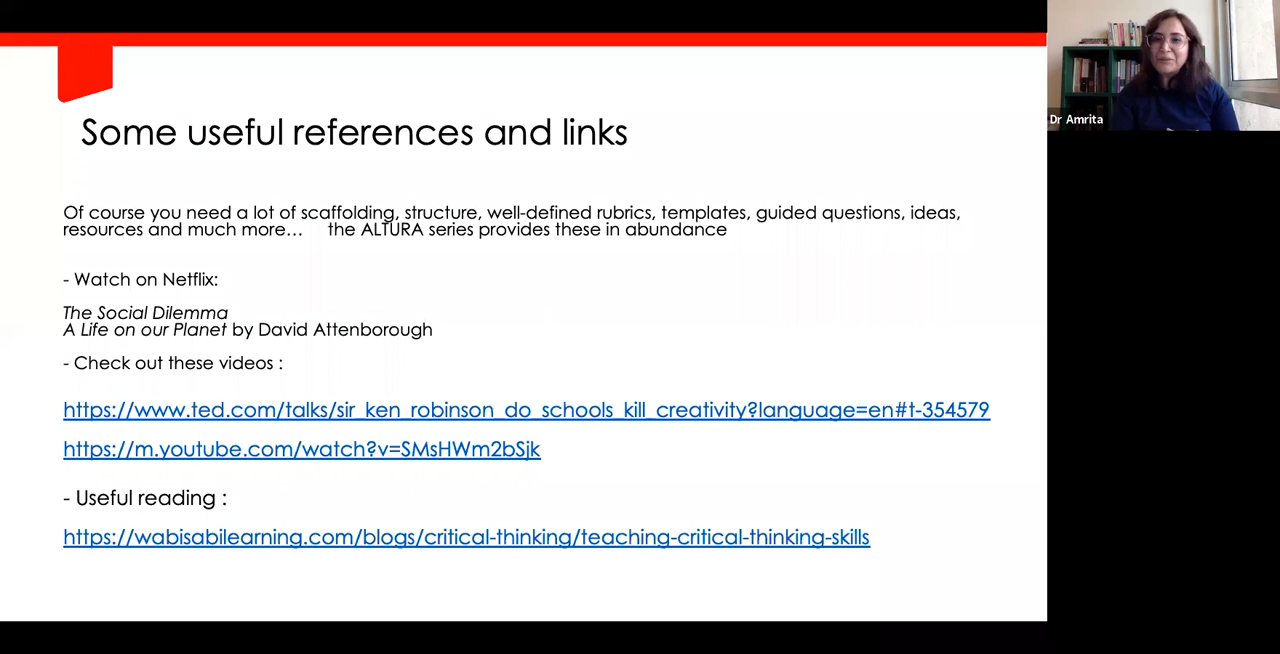 Some useful references and links
Of course you need a lot of scaffolding, structure, well-defined rubrics, templates, guided questions, ideas,
resources and much more… the ALTURA series provides these in abundance
- Watch on Netflix:
The Social Dilemma
A Life on our Planet by David Attenborough
- Check out these videos :
https://www.ted.com/talks/sir_ken_robinson_do_schools_kill_creativity?language=en#t-354579
https://m.youtube.com/watch?v=SMsHWm2bSjk
- Useful reading :
https://wabisabilearning.com/blogs/critical-thinking/teaching-critical-thinking-skills
Dr Amrita